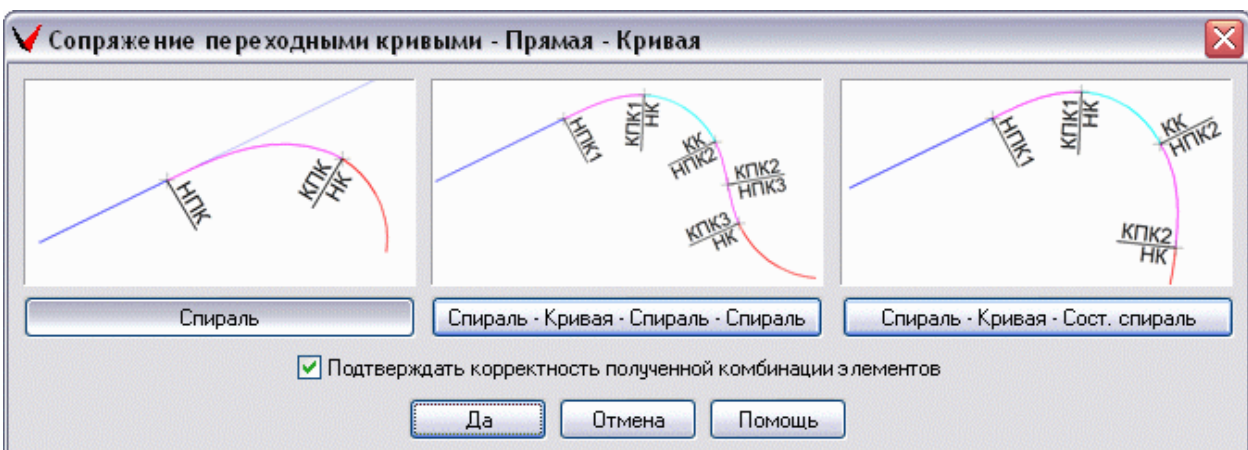 Сопряжение переходными кривыми - Прямая - Кривая
НПК
КПК
НК
НПК1
КПК1
НК
КК
НПК2
КПК2
НПК3
КПК3
НК
НПК1
КПК1
НК
КК
НПК2
КПК2
НК
Спираль
Спираль - Кривая - Спираль - Спираль
Спираль - Кривая - Сост. спираль
Подтверждать корректность полученной комбинации элементов
Да
Отмена
Помощь